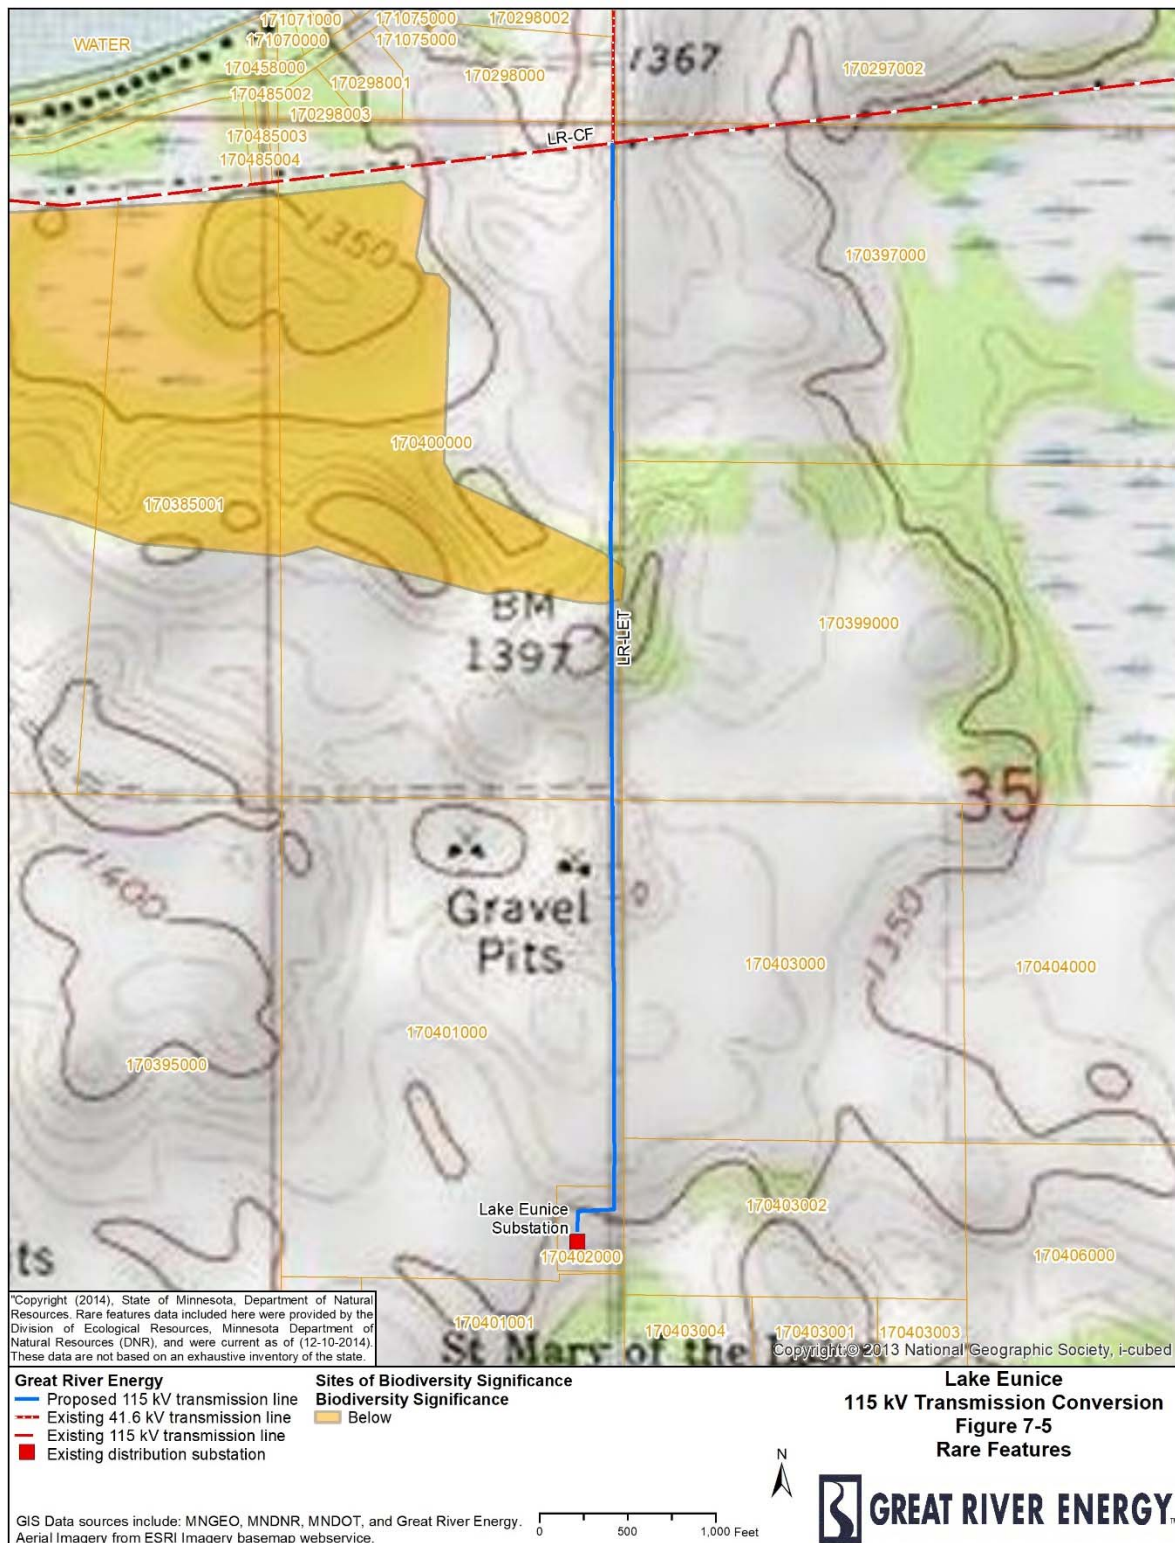 171071000
171075000
170298002
WATER
171070000
171075000
1367
170458000
170298001
170298000
170297002
170485002
170298003
170485003
LR-CF
170485004
1350
170397000
170400000
170385001
BM
1397
LR-LET
170399000
35
1400
Gravel
Pits
1350
170403000
170404000
170401000
170395000
Lake Eunice
Substation
170403002
170402000
170406000
ts
170401001
170403004
170403001
170403003
St Mary of the
"Copyright (2014), State of Minnesota, Department of Natural
Resources. Rare features data included here were provided by the
Division of Ecological Resources, Minnesota Department of
Natural Resources (DNR), and were current as of (12-10-2014).
These data are not based on an exhaustive inventory of the state.
Copyright:© 2013 National Geographic Society, i-cubed
Great River Energy
Proposed 115 kV transmission line
Existing 41.6 kV transmission line
Existing 115 kV transmission line
Existing distribution substation
Sites of Biodiversity Significance
Biodiversity Significance
Below
Lake Eunice
115 kV Transmission Conversion
Figure 7-5
Rare Features
N
GREAT RIVER ENERGY
GIS Data sources include: MNGEO, MNDNR, MNDOT, and Great River Energy.
Aerial Imagery from ESRI Imagery basemap webservice.
0 500 1,000 Feet